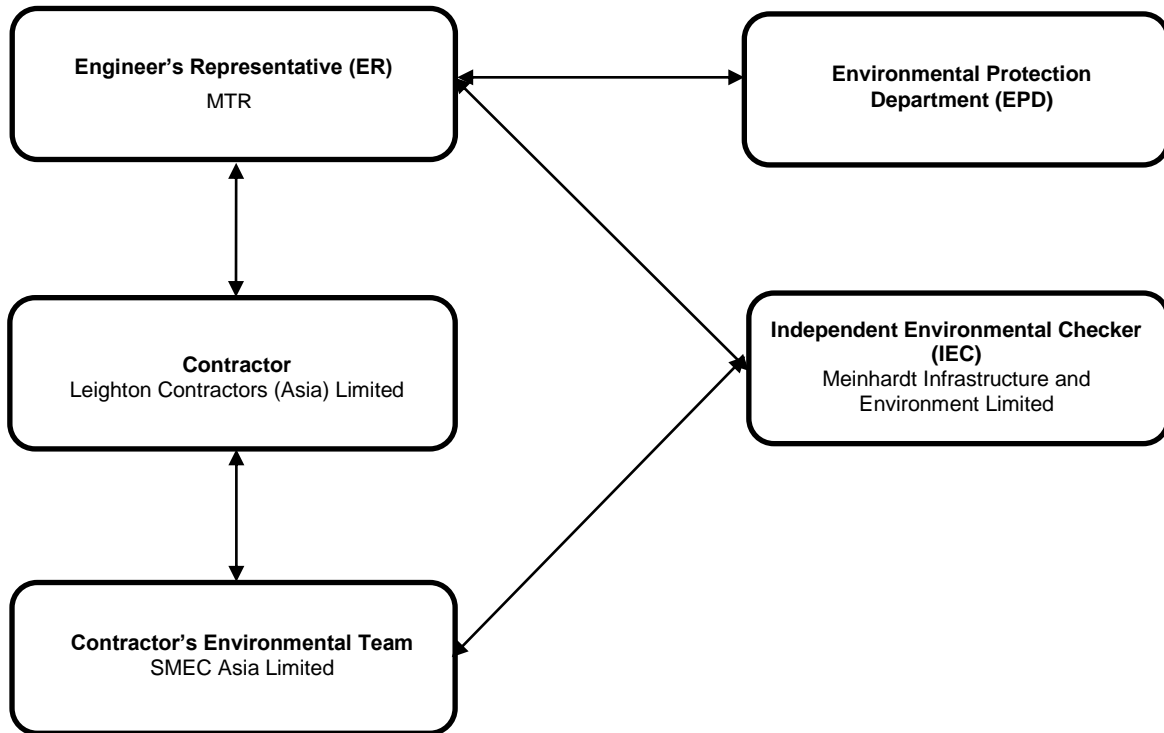 Engineer’s Representative (ER)
MTR
Environmental Protection
Department (EPD)
Contractor
Leighton Contractors (Asia) Limited
Independent Environmental Checker
(IEC)
Meinhardt Infrastructure and
Environment Limited
Contractor’s Environmental Team
SMEC Asia Limited